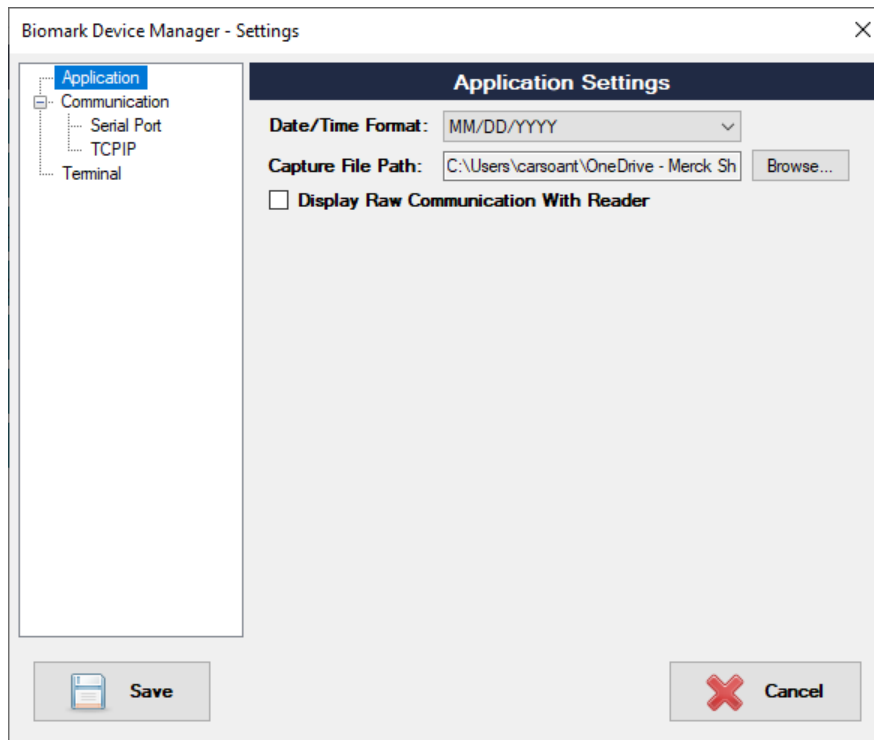 Biomark Device Manager - Settings
Application
Communication
Serial Port
TCPIP
Terminal
Application Settings
Date/Time Format: MM/DD/YYYY
Capture File Path: C:\Users\carsoant\OneDrive - Merck Sh Browse...
Display Raw Communication With Reader
Save
Cancel